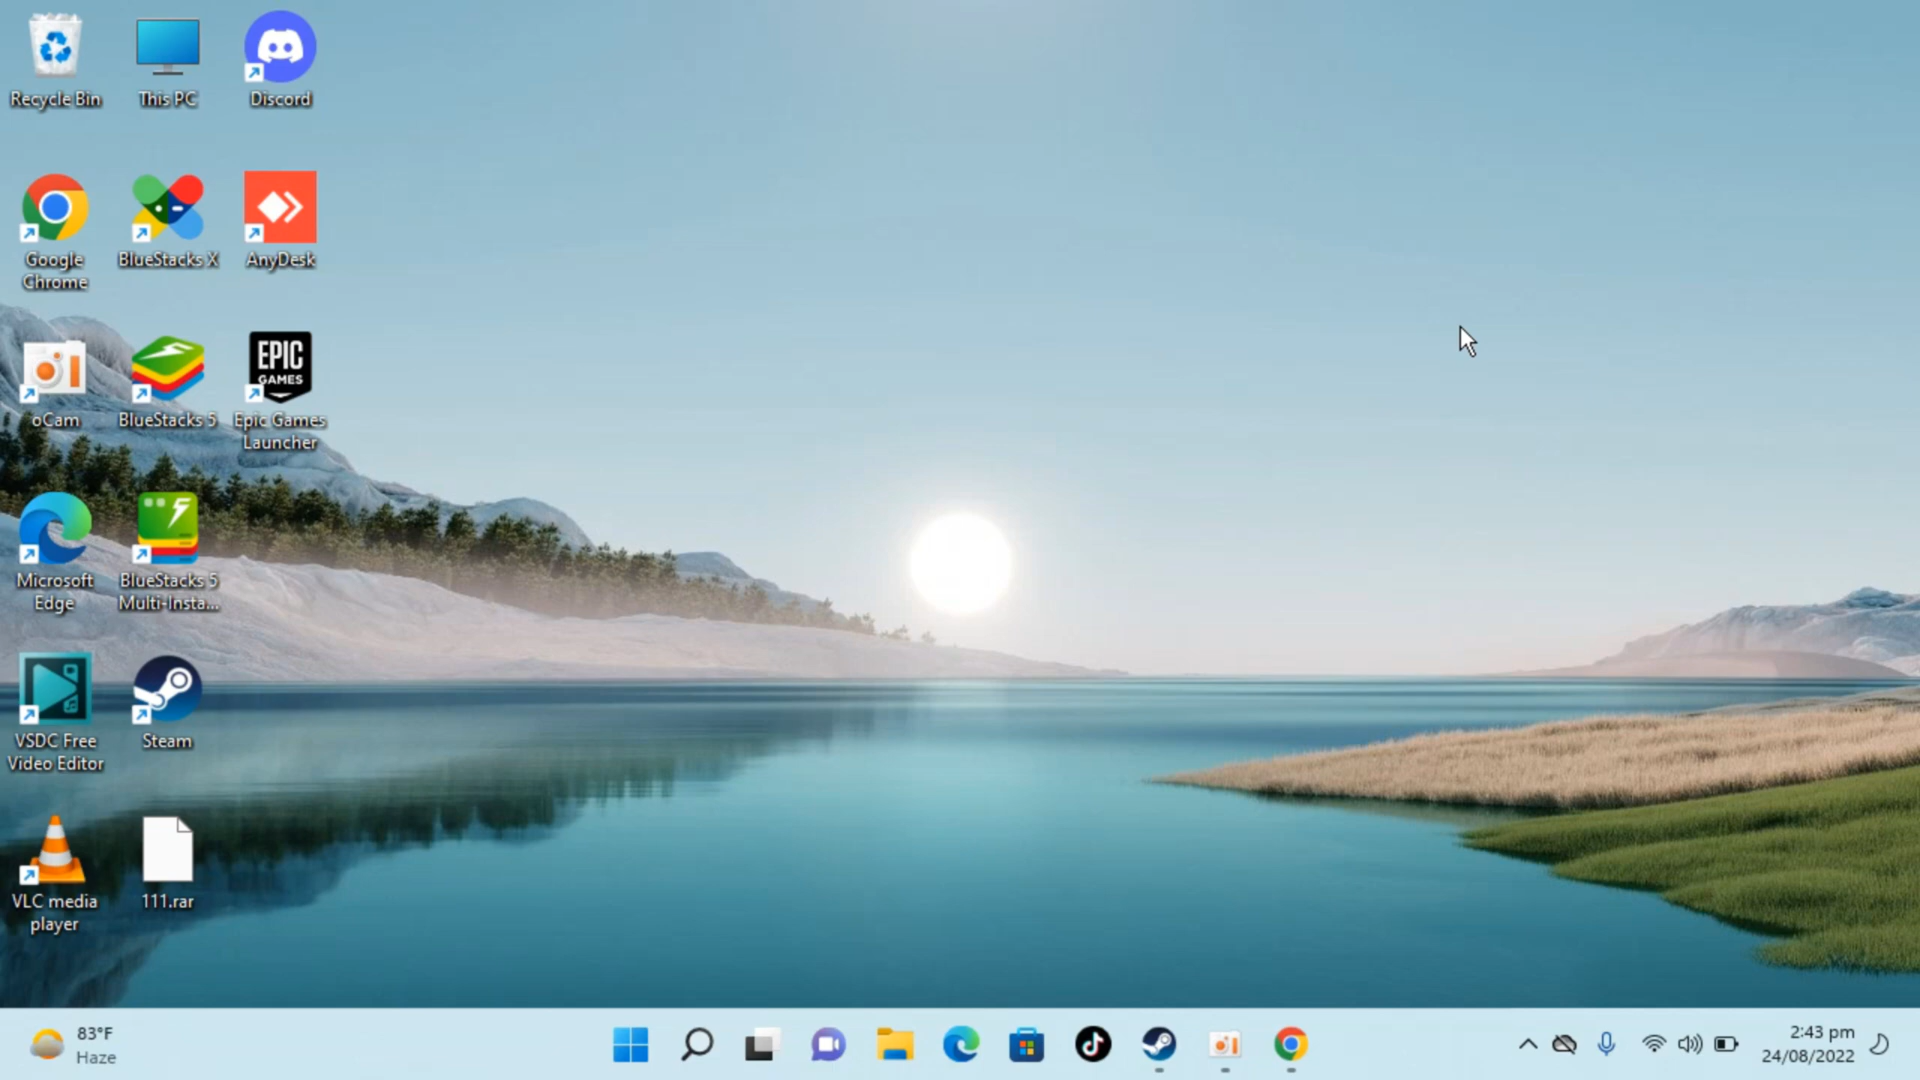 Recycle Bin
This PC
Discord
Google
Chrome
BlueStacks X
AnyDesk
oCam
BlueStacks 5
EPIC
GAMES
Epic Games
Launcher
Microsoft
Edge
BlueStacks 5
Multi-Insta...
VSDC Free
Video Editor
Steam
VLC media
player
111.rar
83°F
Haze
2:43 pm
24/08/2022